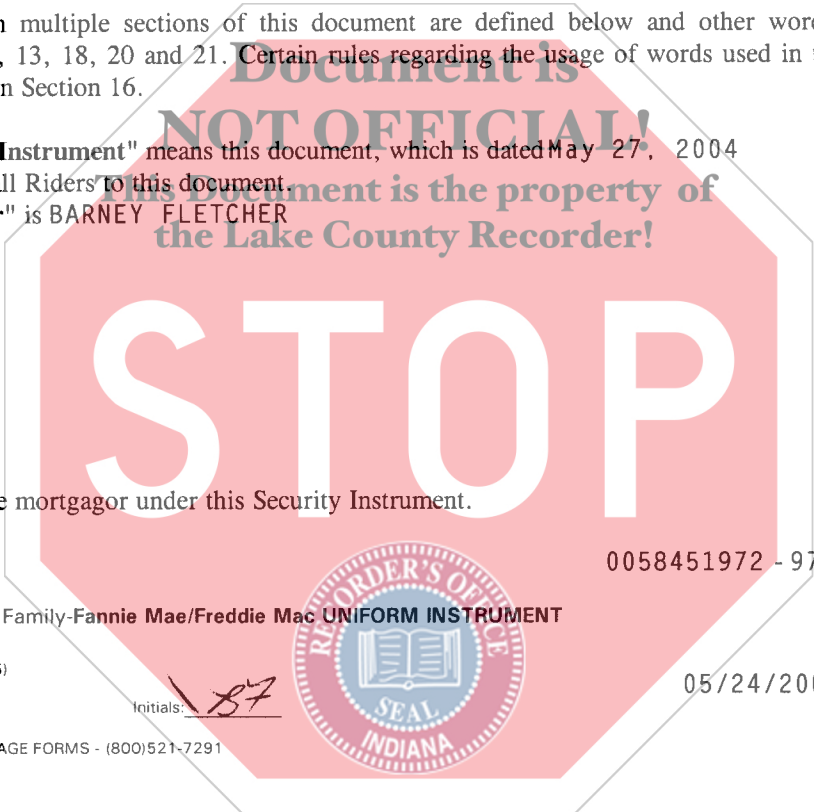 multiple sections of this document are defined below and other
13, 18, 20 and 21. Certain rules regarding the usage of words used in
n Section 16.
Document is
NOT OFFICIAL!
Instrument" means this document, which is dated May 27, 2004
ll Riders to this document.
This Document is the property of
" is BARNEY FLETCHER
the Lake County Recorder!
STOP
mortgagor under this Security Instrument.
0058451972 - 97
Family-Fannie Mae/Freddie Mac UNIFORM INSTRUMENT
RECORDER'S OFFICE
SEAL
INDIANA
Initials: BF
05/24/200
AGE FORMS - (800)521-7291